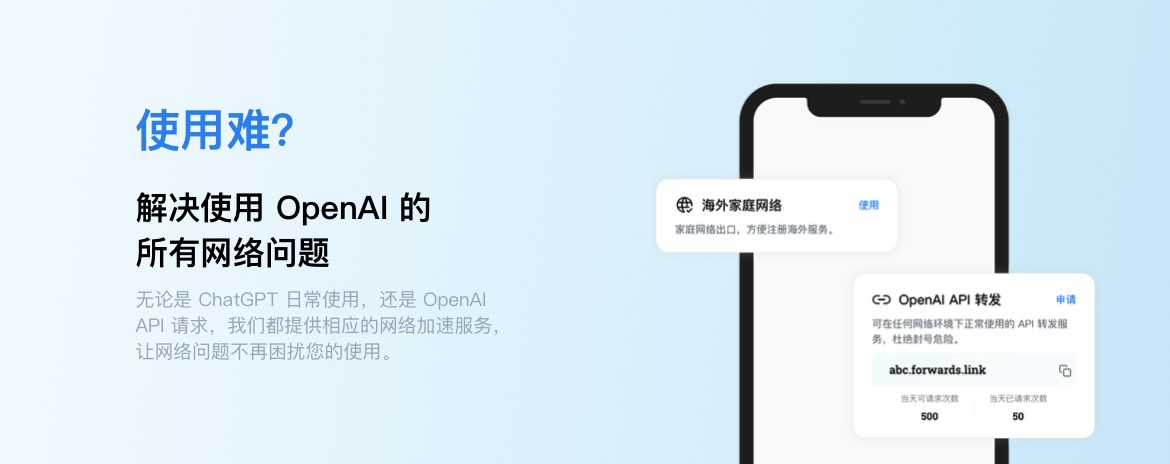 使用难?
解决使用 OpenAI 的
所有网络问题
无论是 ChatGPT 日常使用，还是 OpenAI
API 请求，我们都提供相应的网络加速服务，
让网络问题不再困扰您的使用。
海外家庭网络 使用
家庭网络出口，方便注册海外服务。
OpenAI API 转发 申请
可在任何网络环境下正常使用的 API 转发服
务，杜绝封号危险。
abc.forwards.link
当天可请求次数 当天已请求次数
500 50